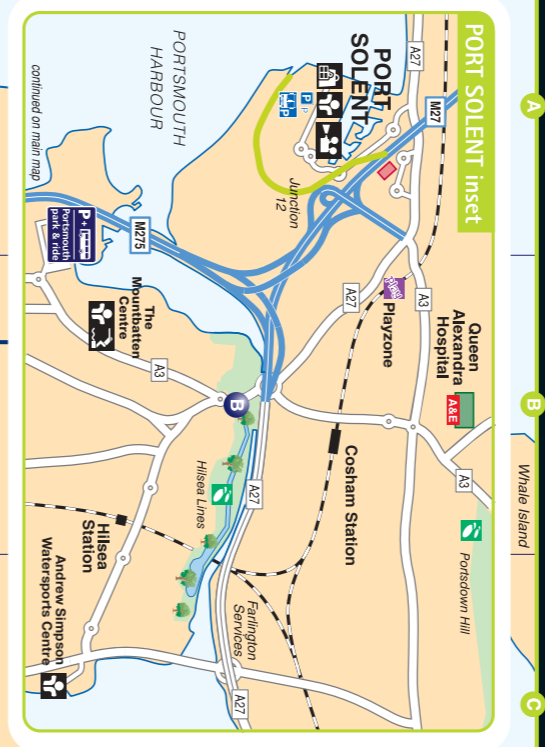 PORT SOLENT inset
A
B
C
A27
M27
PORT
SOLENT
P
P
Junction
12
PORTSMOUTH
HARBOUR
continued on main map
M275
P+
Portsmouth
park & ride
The
Mountbatten
Centre
A3
A27
A3
play
Playzone
Queen
Alexandra
Hospital
A&E
A3
Whale Island
Portsdown Hill
Cosham Station
B
A27
Hilsea Lines
Hilsea
Station
Farlington
Services
Andrew Simpson
Watersports Centre
A27